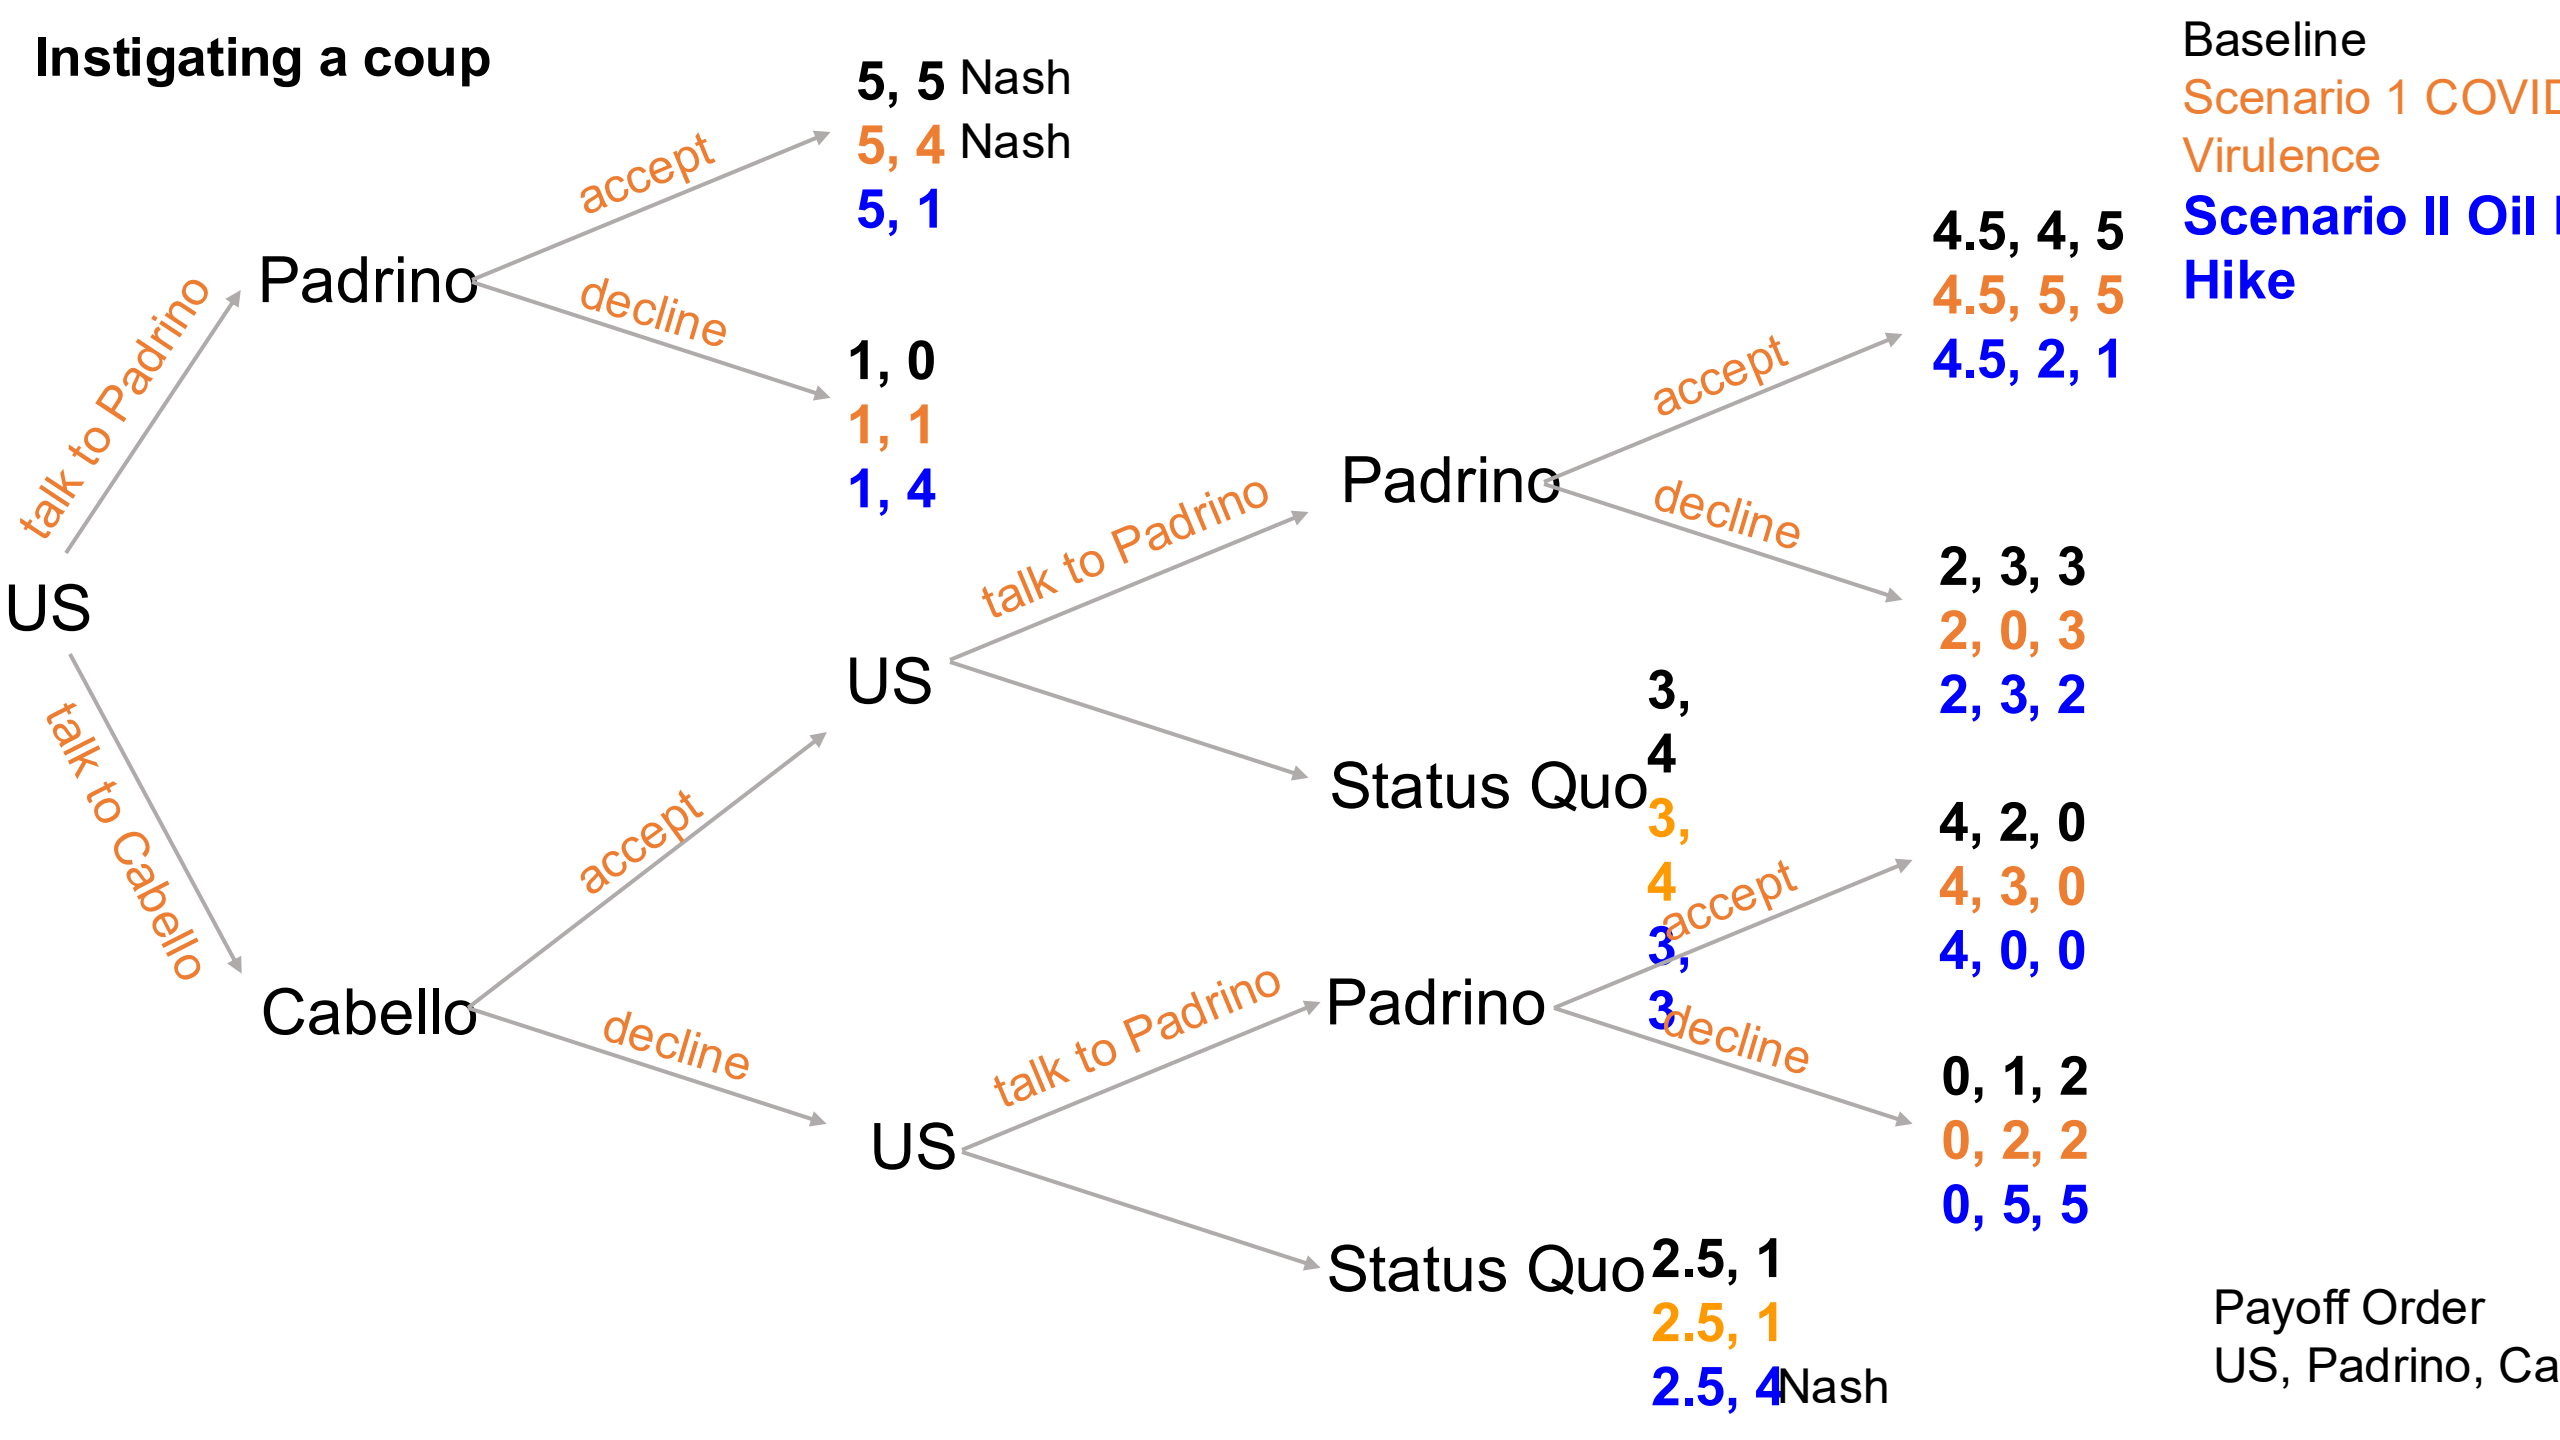 Instigating a coup
Baseline
Scenario 1 COVID
Virulence
Scenario II Oil
Hike
5, 5 Nash
5, 4 Nash
5, 1
accept
Padrino
decline
1, 0
1, 1
1, 4
talk to Padrino
US
talk to Cabello
4.5, 4, 5
4.5, 5, 5
4.5, 2, 1
accept
Padrino
decline
2, 3, 3
2, 0, 3
2, 3, 2
talk to Padrino
US
Status Quo
3,
4
3,
4
3,
3
accept
Cabello
decline
4, 2, 0
4, 3, 0
4, 0, 0
accept
Padrino
decline
0, 1, 2
0, 2, 2
0, 5, 5
talk to Padrino
US
Status Quo
2.5, 1
2.5, 1
2.5, 4 Nash
Payoff Order
US, Padrino, Ca